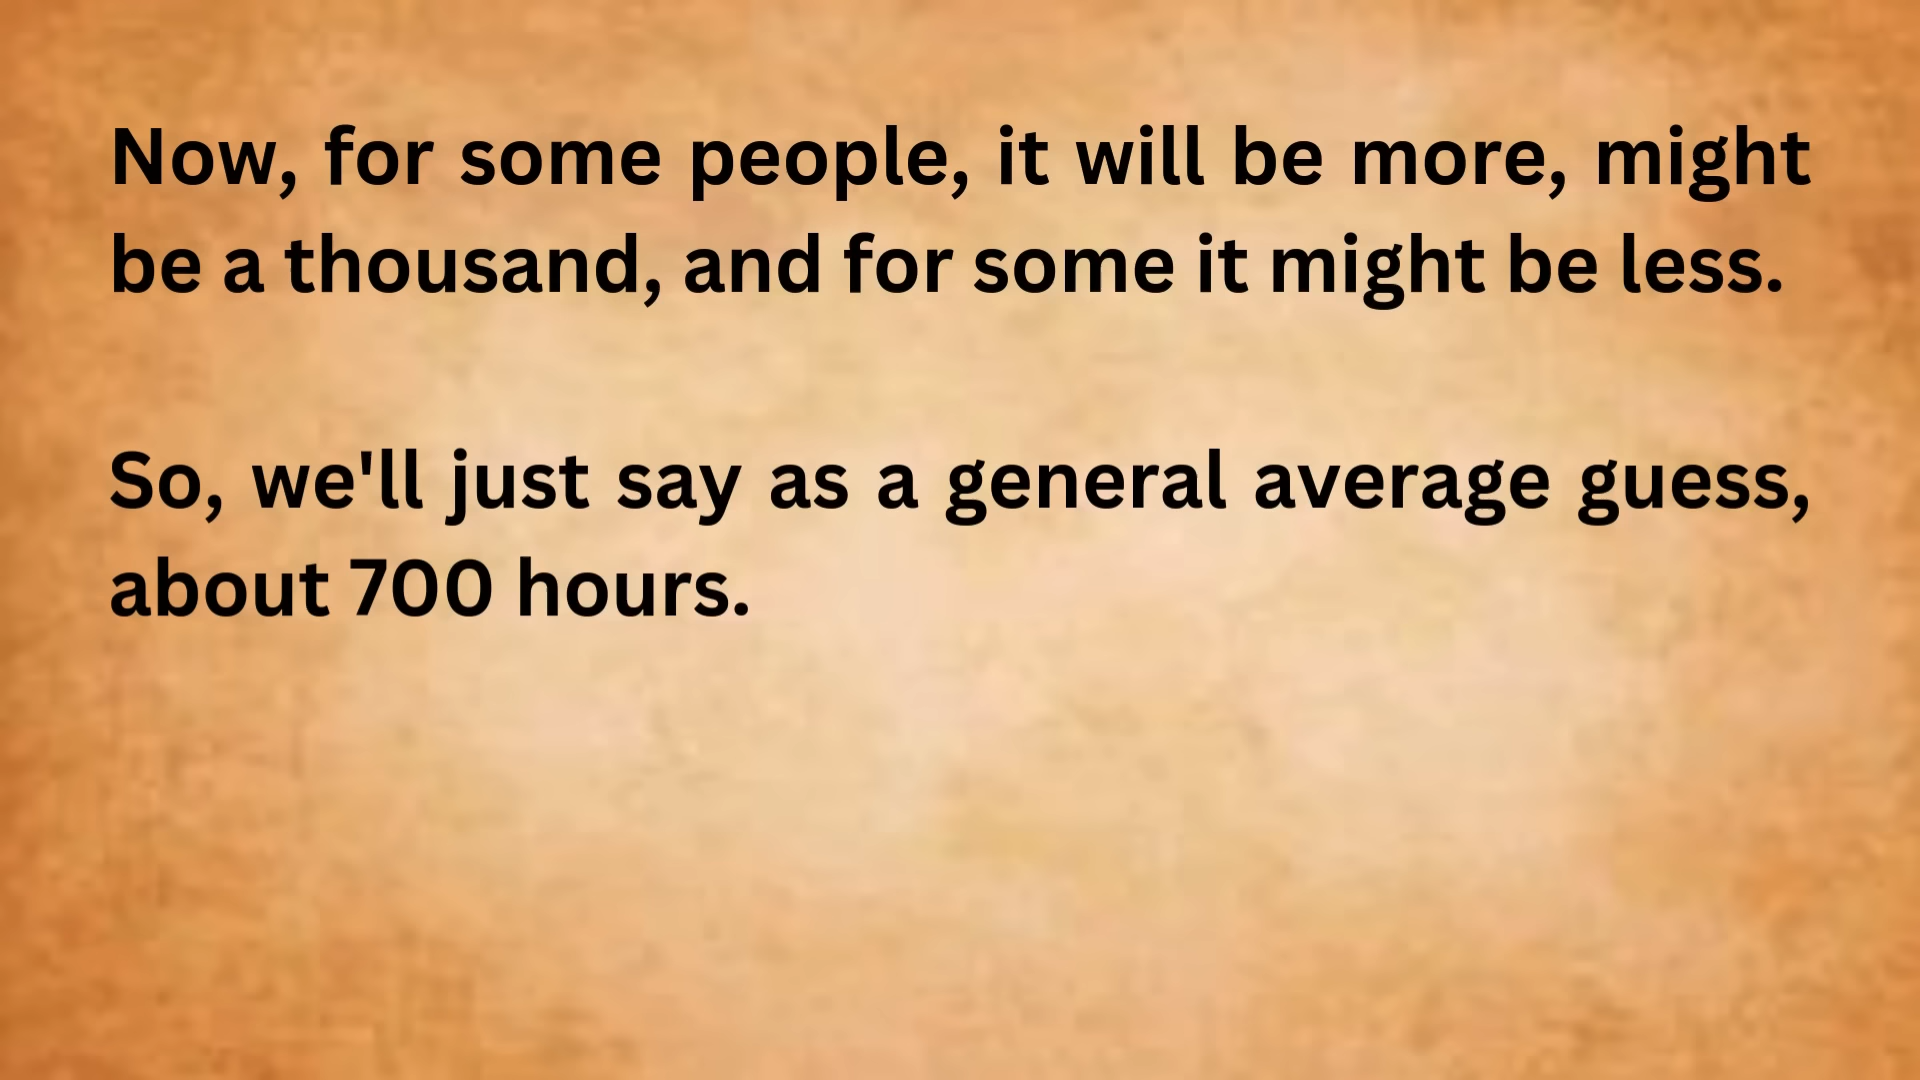 Now, for some people, it will be more, might
be a thousand, and for some it might be less.
So, we'll just say as a general average guess,
about 700 hours.